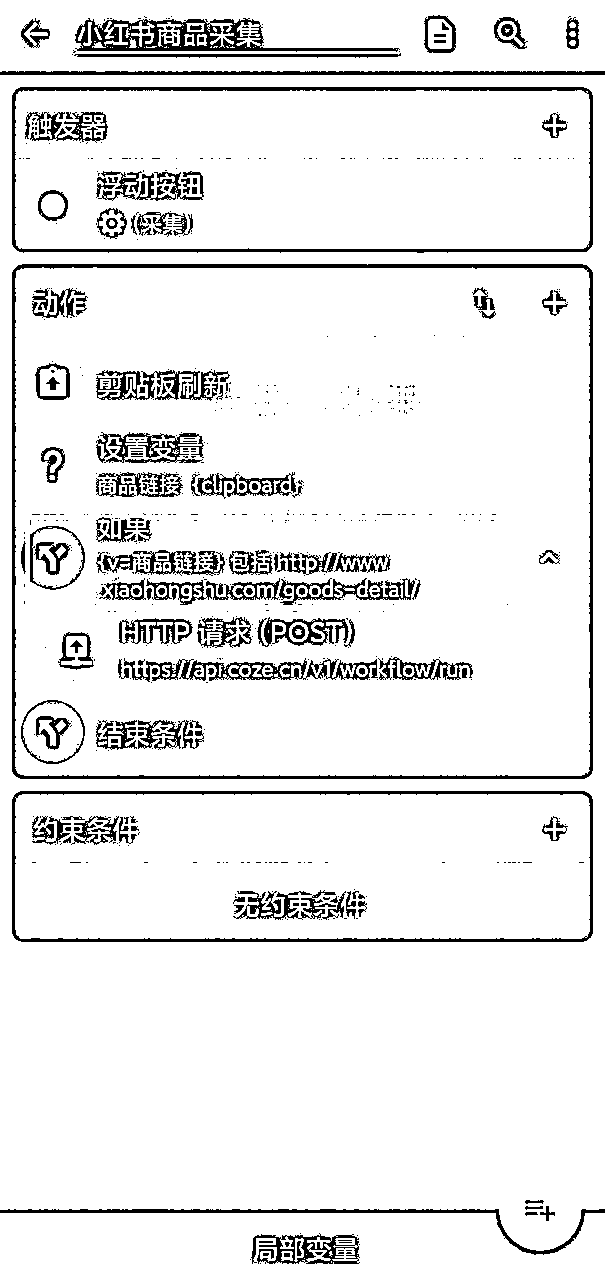 小红书商品采集
触发器
浮动按钮
(采集)
动作
剪贴板刷新
设置变量
商品链接 {clipboard}
如果
{v=商品链接} 包括 http://www
.xiaohongshu.com/goods-detail/
HTTP 请求 (POST)
https://api.coze.cn/v1/workflow/run
结束条件
约束条件
无约束条件
局部变量